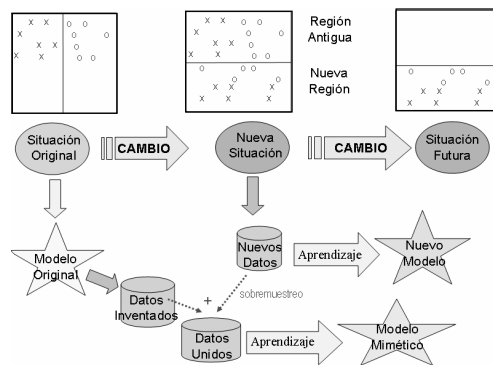 Región
Antigua
Nueva
Región
Situación
Original
CAMBIO
Nueva
Situación
CAMBIO
Situación
Futura
Modelo
Original
Nuevos
Datos
Aprendizaje
Nuevo
Modelo
Datos
Inventados
+
sobremuestreo
Datos
Unidos
Aprendizaje
Modelo
Mimético